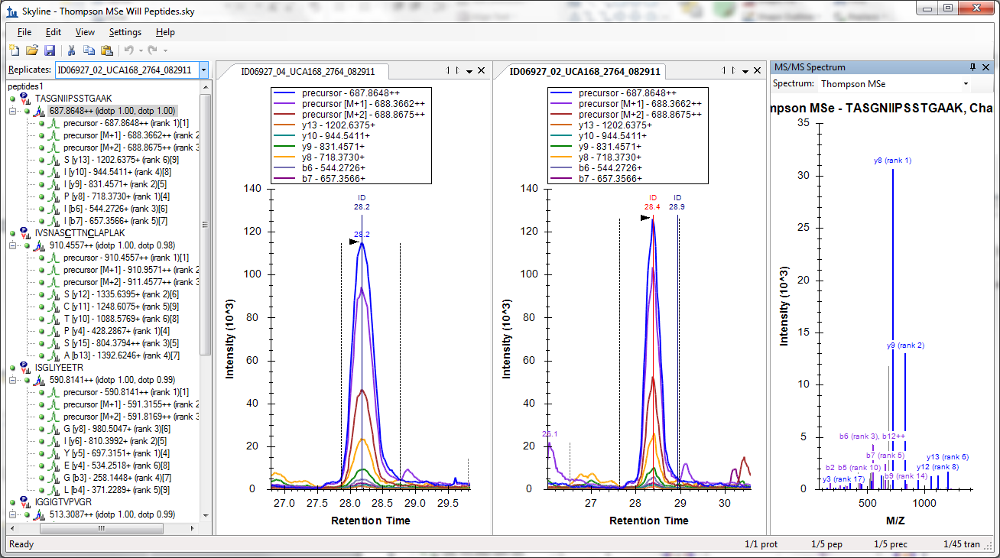 Skyline - Thompson MSe Will Peptides.sky
File Edit View Settings Help
Replicates: ID06927_02_UCA168_2764_082911
peptides1
TASGNIIPSSTGAAK
687.8648++ (idotp 1.00, dotp 1.00)
precursor - 687.8648++ (rank 1)[1]
precursor [M+1] - 688.3662++ (rank 2
precursor [M+2] - 688.8675++ (rank 3
S [y13] - 1202.6375+ (rank 6)[9]
I [y10] - 944.5411+ (rank 4)[8]
I [y9] - 831.4571+ (rank 2)[5]
P [y8] - 718.3730+ (rank 1)[4]
I [b6] - 544.2726+ (rank 3)[6]
I [b7] - 657.3566+ (rank 5)[7]
IVSNASCTTNCLAPLAK
910.4557++ (idotp 1.00, dotp 0.98)
precursor - 910.4557++ (rank 1)[1]
precursor [M+1] - 910.9571++ (rank 2
precursor [M+2] - 911.4577++ (rank 3
S [y12] - 1335.6395+ (rank 2)[6]
C [y11] - 1248.6075+ (rank 5)[9]
T [y10] - 1088.5769+ (rank 6)[8]
P [y4] - 428.2867+ (rank 1)[4]
S [y15] - 804.3794++ (rank 3)[5]
A [b13] - 1392.6246+ (rank 4)[7]
ISGLIYEETR
590.8141++ (idotp 1.00, dotp 0.99)
precursor - 590.8141++ (rank 1)[1]
precursor [M+1] - 591.3155++ (rank 2
precursor [M+2] - 591.8169++ (rank 3
G [y8] - 980.5047+ (rank 3)[6]
I [y6] - 810.3992+ (rank 2)[5]
Y [y5] - 697.3151+ (rank 1)[4]
E [y4] - 534.2518+ (rank 6)[8]
G [b3] - 258.1448+ (rank 4)[7]
L [b4] - 371.2289+ (rank 5)[9]
IGGIGTVPVGR
513.3087++ (idotp 1.00, dotp 0.99)
ID06927_04_UCA168_2764_082911
precursor - 687.8648++
precursor [M+1] - 688.3662++
precursor [M+2] - 688.8675++
y13 - 1202.6375+
y10 - 944.5411+
y9 - 831.4571+
y8 - 718.3730+
b6 - 544.2726+
b7 - 657.3566+
ID
28.2
28.2
140
120
100
80
60
40
20
0
Intensity (10^3)
27.0 27.5 28.0 28.5 29.0 29.5
Retention Time
ID06927_02_UCA168_2764_082911
precursor - 687.8648++
precursor [M+1] - 688.3662++
precursor [M+2] - 688.8675++
y13 - 1202.6375+
y10 - 944.5411+
y9 - 831.4571+
y8 - 718.3730+
b6 - 544.2726+
b7 - 657.3566+
ID ID
28.4 28.9
26.1
140
120
100
80
60
40
20
0
Intensity (10^3)
27 28 29 30
Retention Time
MS/MS Spectrum
Spectrum: Thompson MSe
mpson MSe - TASGNIIPSSTGAAK, Cha
35
30
25
20
15
10
5
0
Intensity (10^3)
y8 (rank 1)
y9 (rank 2)
b6 (rank 3), b12++
b7 (rank 5)
y13 (rank 6)
b2 b5 (rank 10)
y12 (rank 8)
b9 (rank 14)
y3 (rank 17)
500 1000
M/Z
Ready
1/1 prot 1/5 pep 1/5 prec 1/45 tran